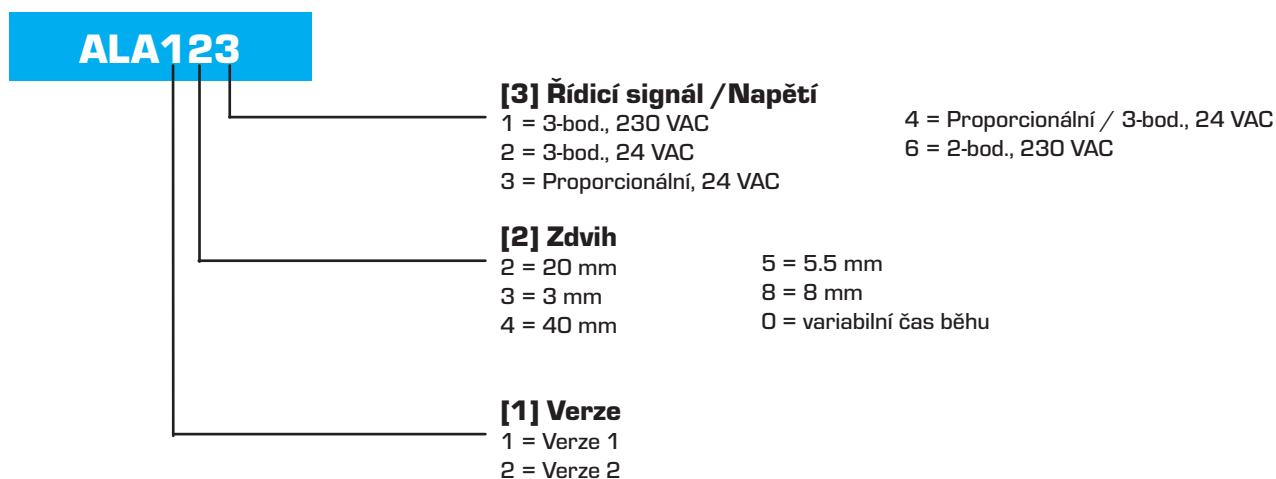 ALA123
[3] Řídicí signál /Napětí
1 = 3-bod., 230 VAC
2 = 3-bod., 24 VAC
3 = Proporcionální, 24 VAC
4 = Proporcionální / 3-bod., 24 VAC
6 = 2-bod., 230 VAC
[2] Zdvih
2 = 20 mm
3 = 3 mm
4 = 40 mm
5 = 5.5 mm
8 = 8 mm
0 = variabilní čas běhu
[1] Verze
1 = Verze 1
2 = Verze 2